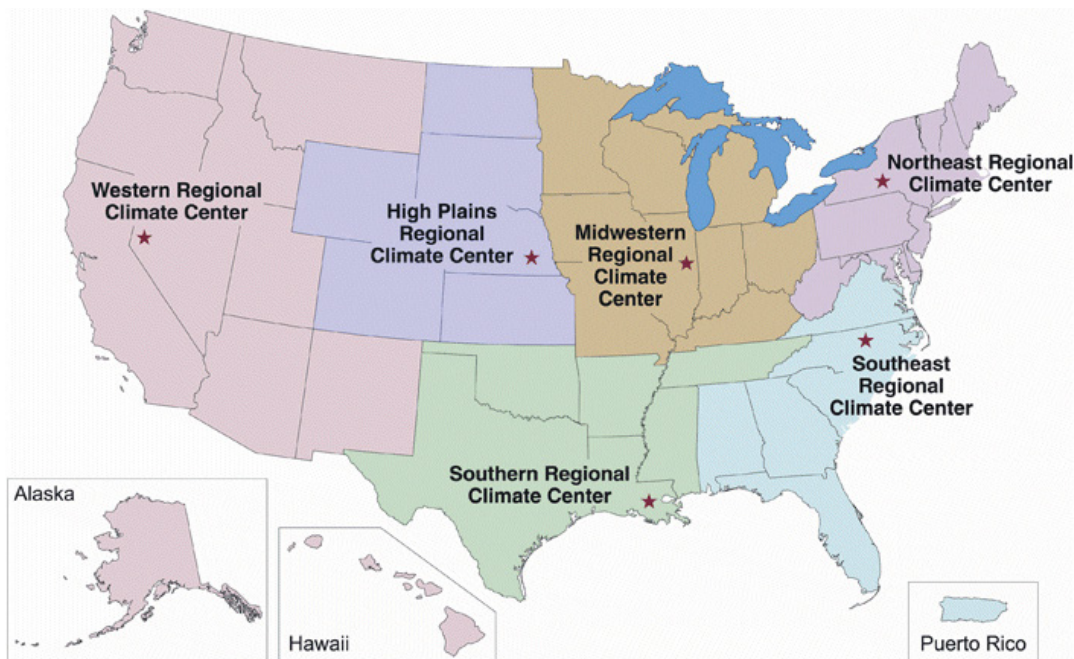 Western Regional
Climate Center
High Plains
Regional
Climate Center
Midwestern
Regional
Climate
Center
Northeast Regional
Climate Center
Southeast
Regional
Climate Center
Southern Regional
Climate Center
Alaska
Hawaii
Puerto Rico